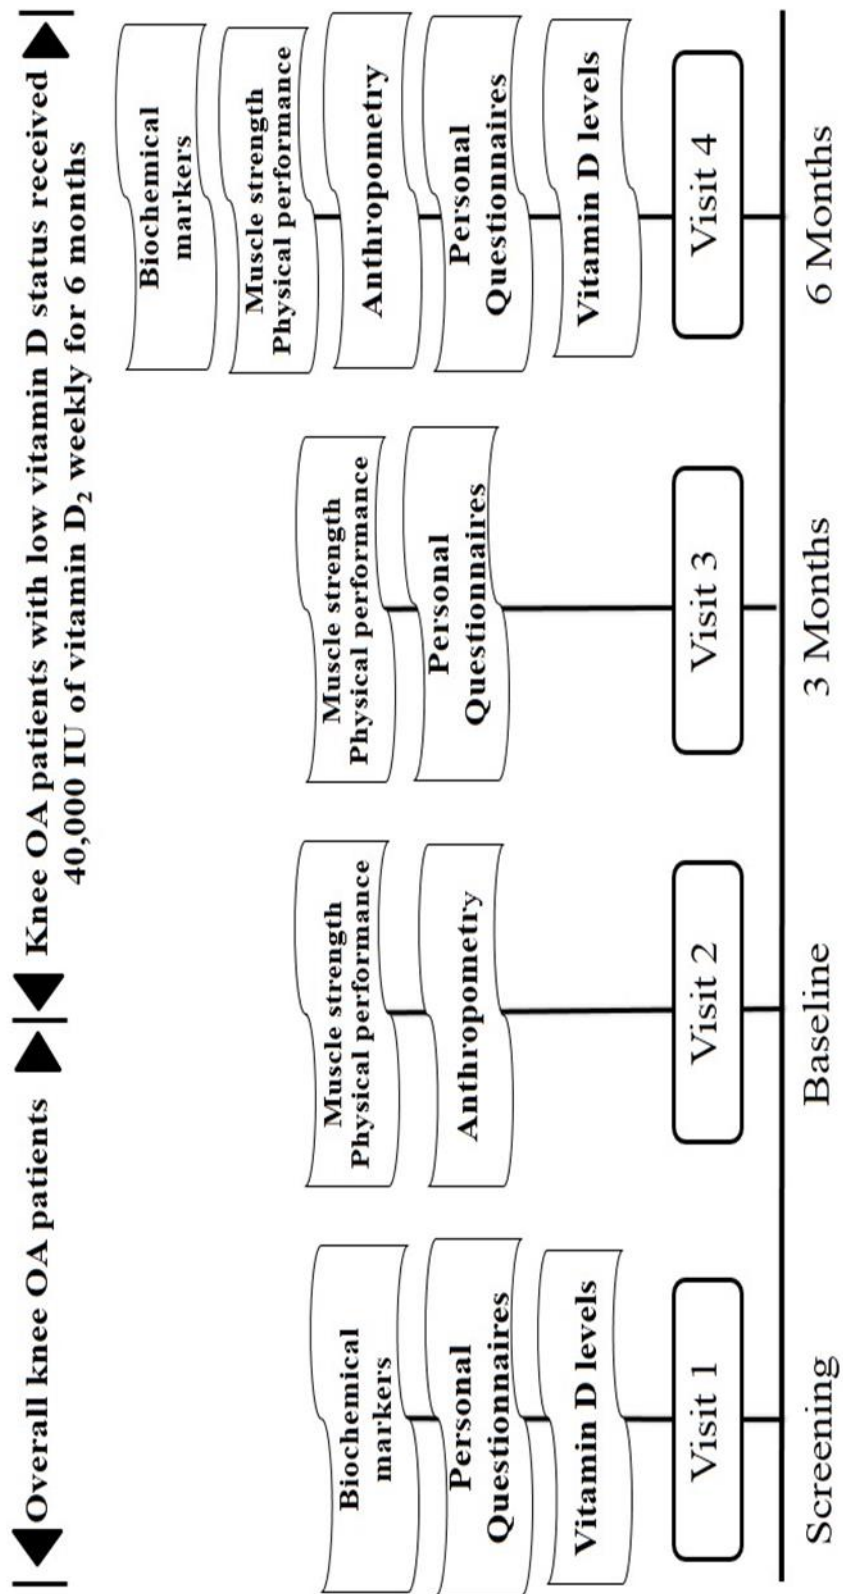 Overall knee OA patients
Knee OA patients with low vitamin D status received
40,000 IU of vitamin D₂ weekly for 6 months
Biochemical
markers
Personal
Questionnaires
Vitamin D levels
Visit 1
Screening
Muscle strength
Physical performance
Anthropometry
Visit 2
Baseline
Muscle strength
Physical performance
Personal
Questionnaires
Visit 3
3 Months
Biochemical
markers
Muscle strength
Physical performance
Anthropometry
Personal
Questionnaires
Vitamin D levels
Visit 4
6 Months